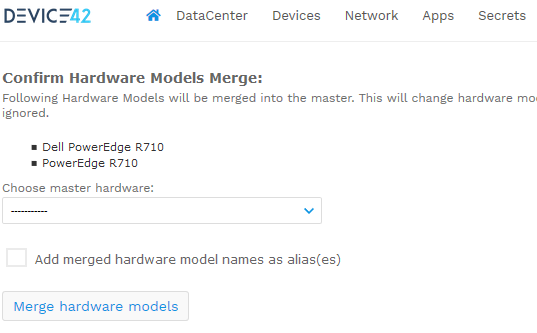 DEVICE42
DataCenter Devices Network Apps Secrets
Confirm Hardware Models Merge:
Following Hardware Models will be merged into the master. This will change hardware mo
ignored.
Dell PowerEdge R710
PowerEdge R710
Choose master hardware:
-----------
Add merged hardware model names as alias(es)
Merge hardware models